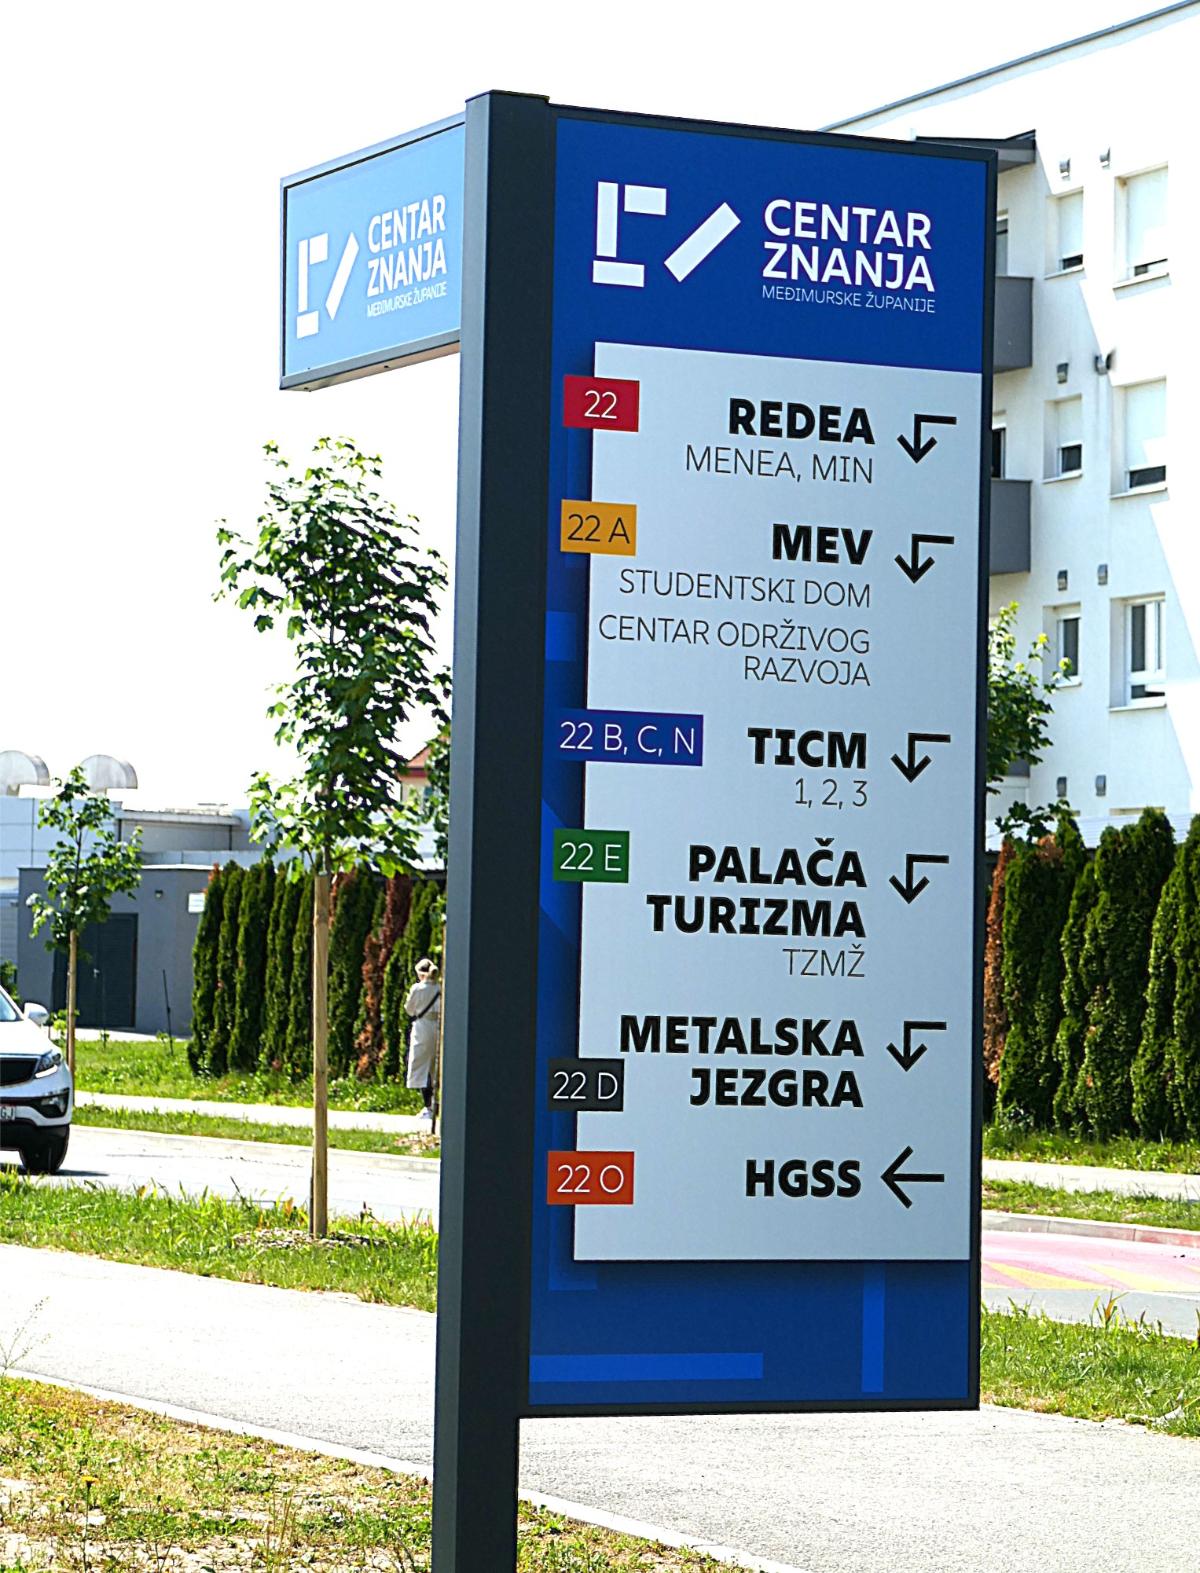 CENTAR
ZNANJA
MEĐIMURSKE ŽUPANIJE
CENTAR
ZNANJA
MEĐIMURSKE ŽUPANIJE
22 REDEA
MENEA, MIN
22 A MEV
STUDENTSKI DOM
CENTAR ODRŽIVOG
RAZVOJA
22 B, C, N TICM
1, 2, 3
22 E PALAČA
TURIZMA
TZMŽ
METALSKA
22 D JEZGRA
22 O HGSS